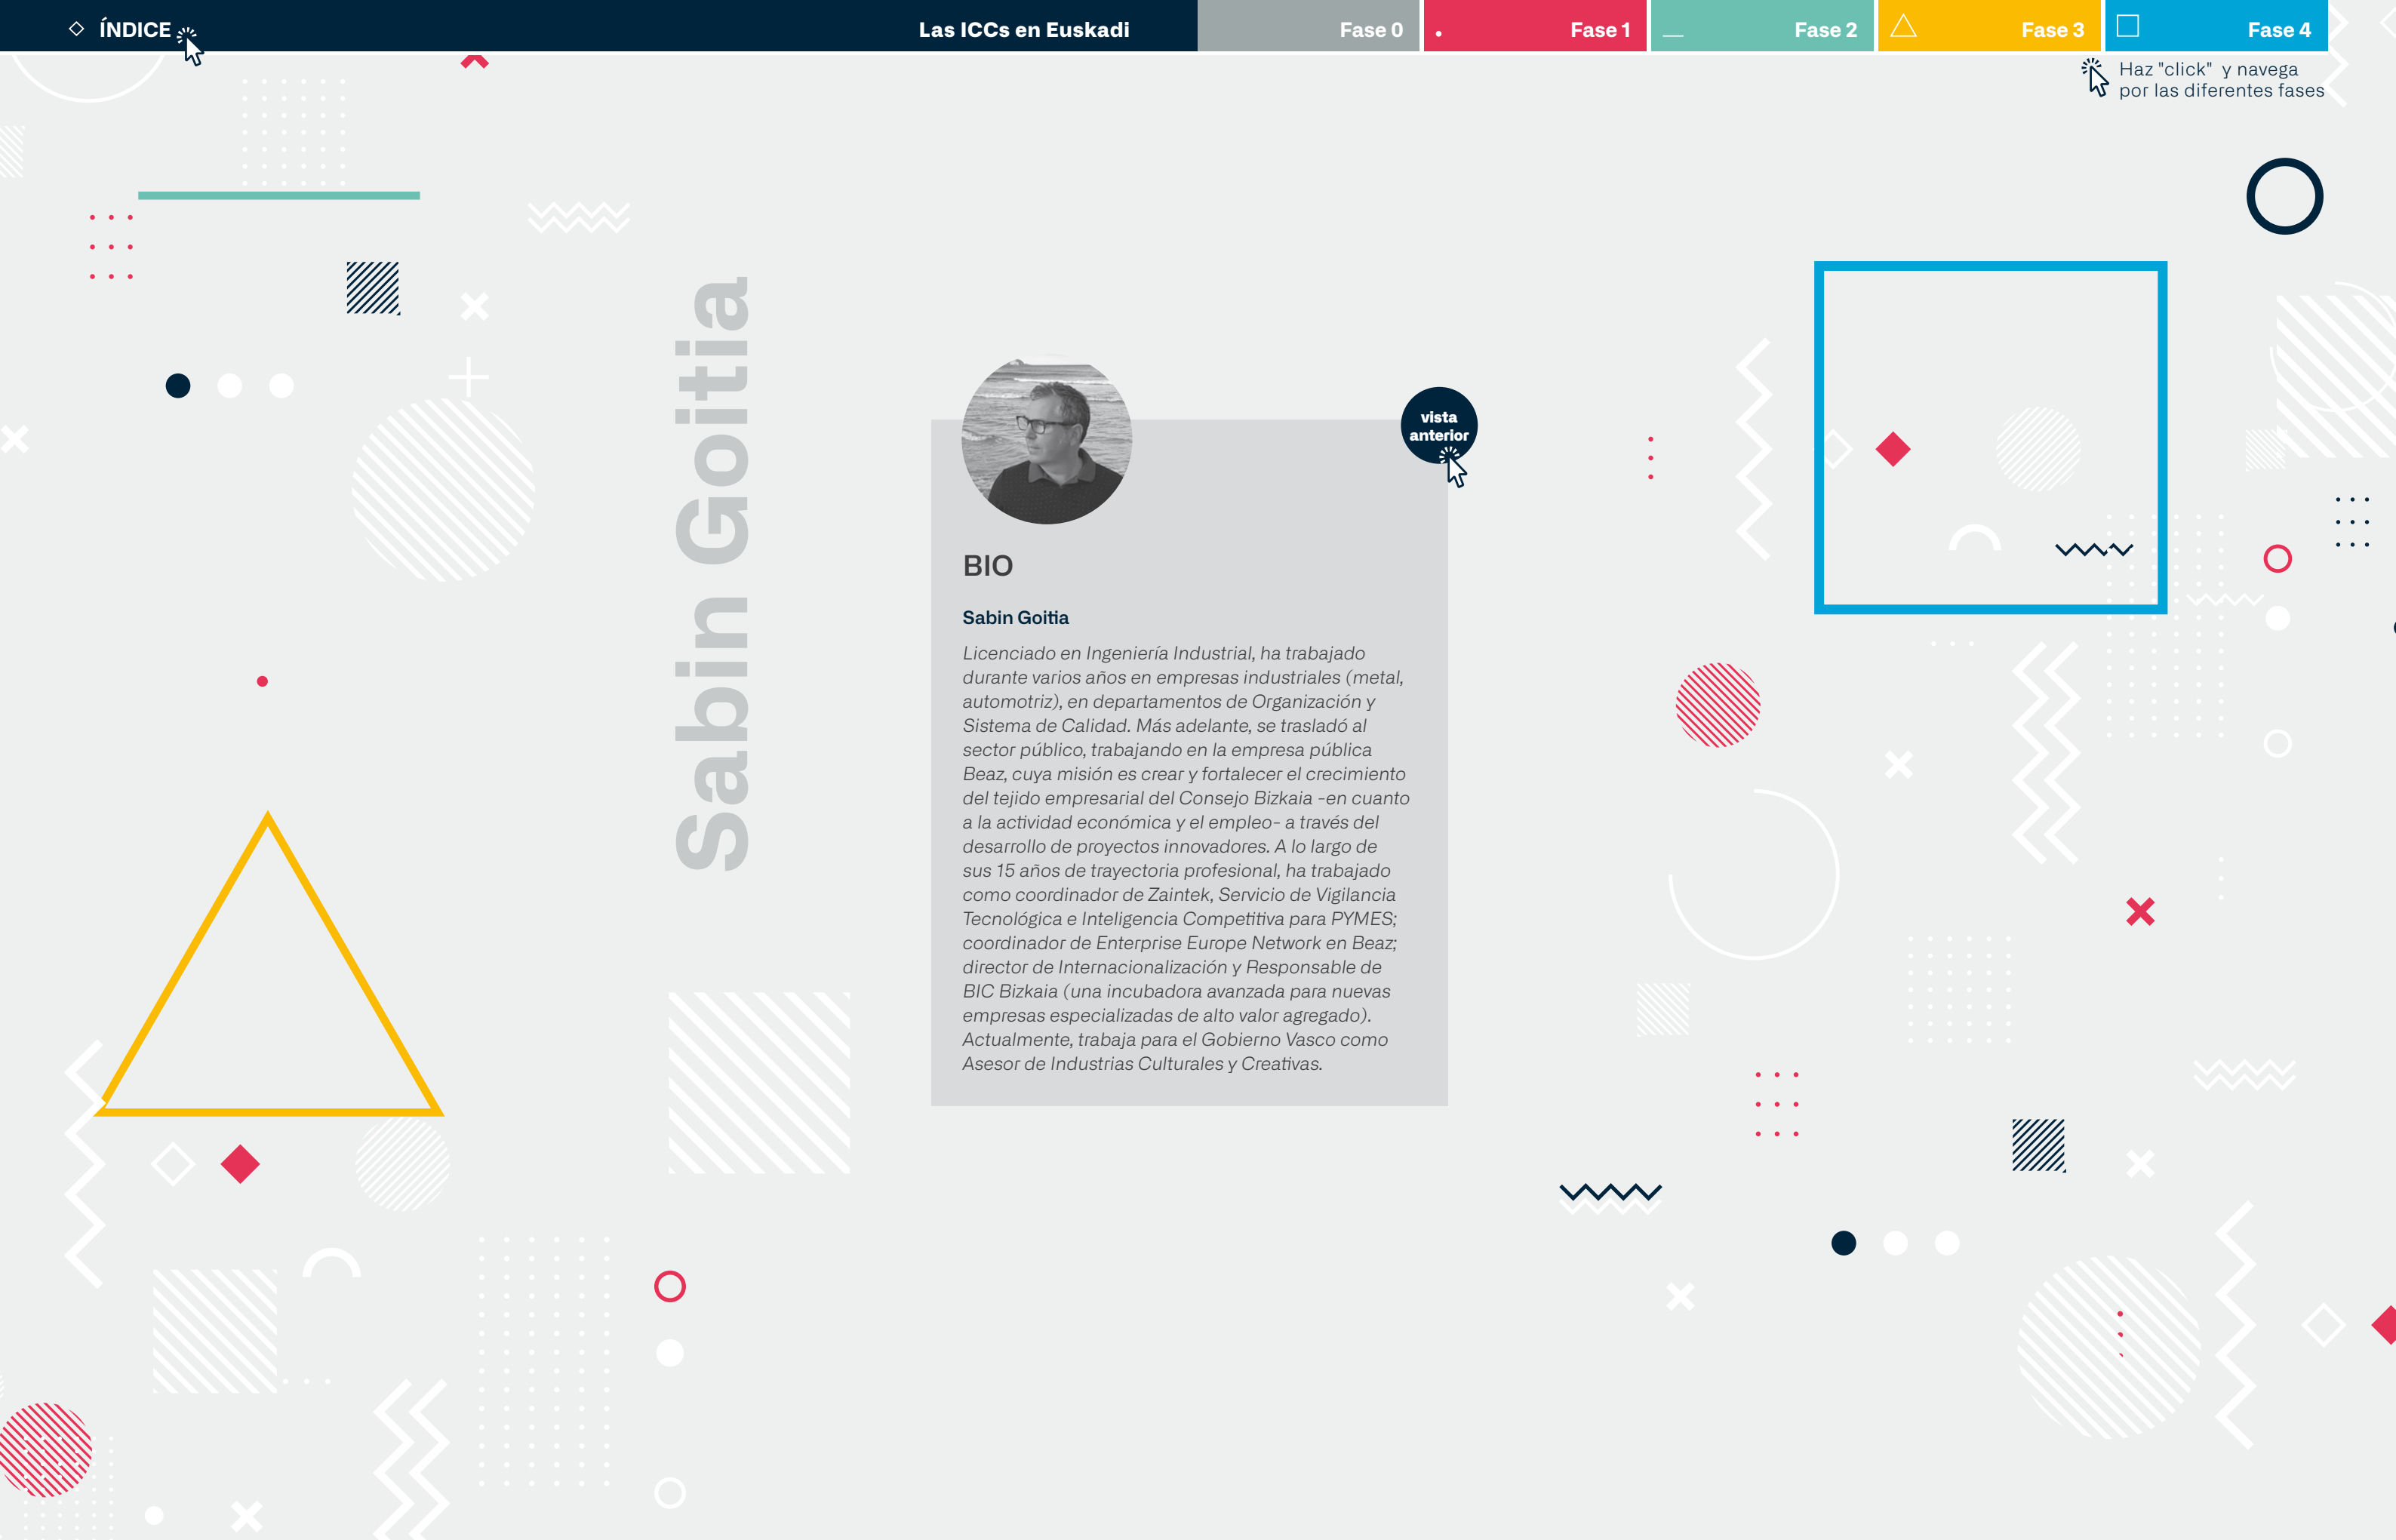 ÍNDICE
Las ICCs en Euskadi
Fase 0
Fase 1
Fase 2
Fase 3
Fase 4
Haz "click" y navega
por las diferentes fases
Sabin Goitia
vista
anterior
BIO
Sabin Goitia
Licenciado en Ingeniería Industrial, ha trabajado
durante varios años en empresas industriales (metal,
automotriz), en departamentos de Organización y
Sistema de Calidad. Más adelante, se trasladó al
sector público, trabajando en la empresa pública
Beaz, cuya misión es crear y fortalecer el crecimiento
del tejido empresarial del Consejo Bizkaia -en cuanto
a la actividad económica y el empleo- a través del
desarrollo de proyectos innovadores. A lo largo de
sus 15 años de trayectoria profesional, ha trabajado
como coordinador de Zaintek, Servicio de Vigilancia
Tecnológica e Inteligencia Competitiva para PYMES;
coordinador de Enterprise Europe Network en Beaz;
director de Internacionalización y Responsable de
BIC Bizkaia (una incubadora avanzada para nuevas
empresas especializadas de alto valor agregado).
Actualmente, trabaja para el Gobierno Vasco como
Asesor de Industrias Culturales y Creativas.